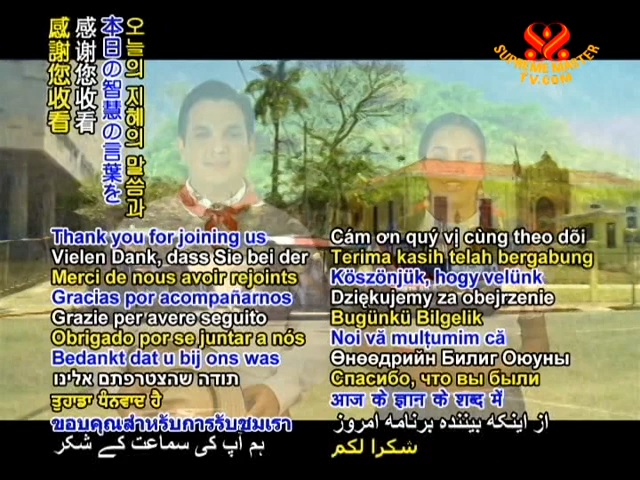 오늘의 지혜의 말씀과
本日の智慧の言葉を
感谢您收看
感謝您收看
SUPREME MASTER
TV.COM
Thank you for joining us
Vielen Dank, dass Sie bei der
Merci de nous avoir rejoints
Gracias por acompañarnos
Grazie per avere seguito
Obrigado por se juntar a nós
Bedankt dat u bij ons was
תודה שהצטרפתם אלינו
ਤੁਹਾਡਾ ਧੰਨਵਾਦ ਹੈ
ขอบคุณสำหรับการรับชมเรา
ہم آپ کی سماعت کے شکر
Cám ơn quý vị cùng theo dõi
Terima kasih telah bergabung
Köszönjük, hogy velünk
Dziękujemy za obejrzenie
Bugünkü Bilgelik
Noi vă mulțumim că
Өнөөдрийн Билиг Оюуны
Спасибо, что вы были
आज के ज्ञान के शब्द में
از اینکه بیننده برنامه امروز
شكرا لكم